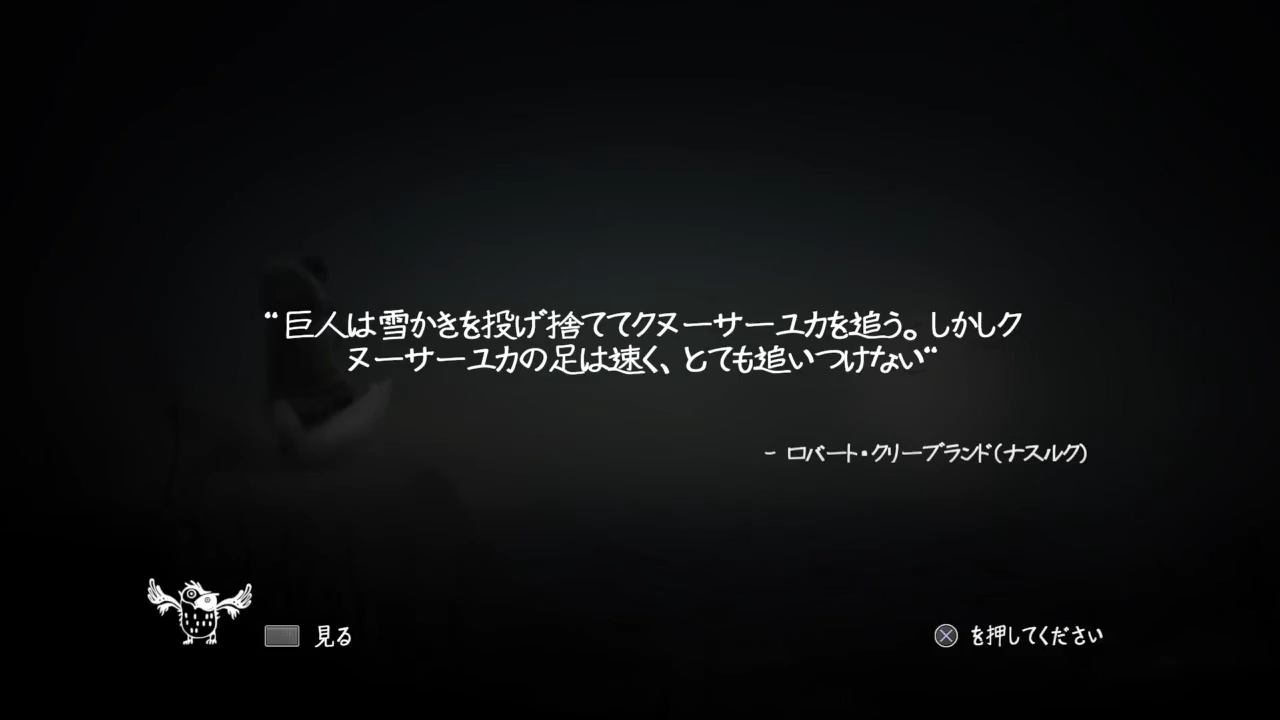 “巨人は雪かきを投げ捨ててクヌーサーユカを追う。しかしク
ヌーサーユカの足は速く、とても追いつけない“
- ロバート・クリーブランド(ナスルク)
見る
を押してください